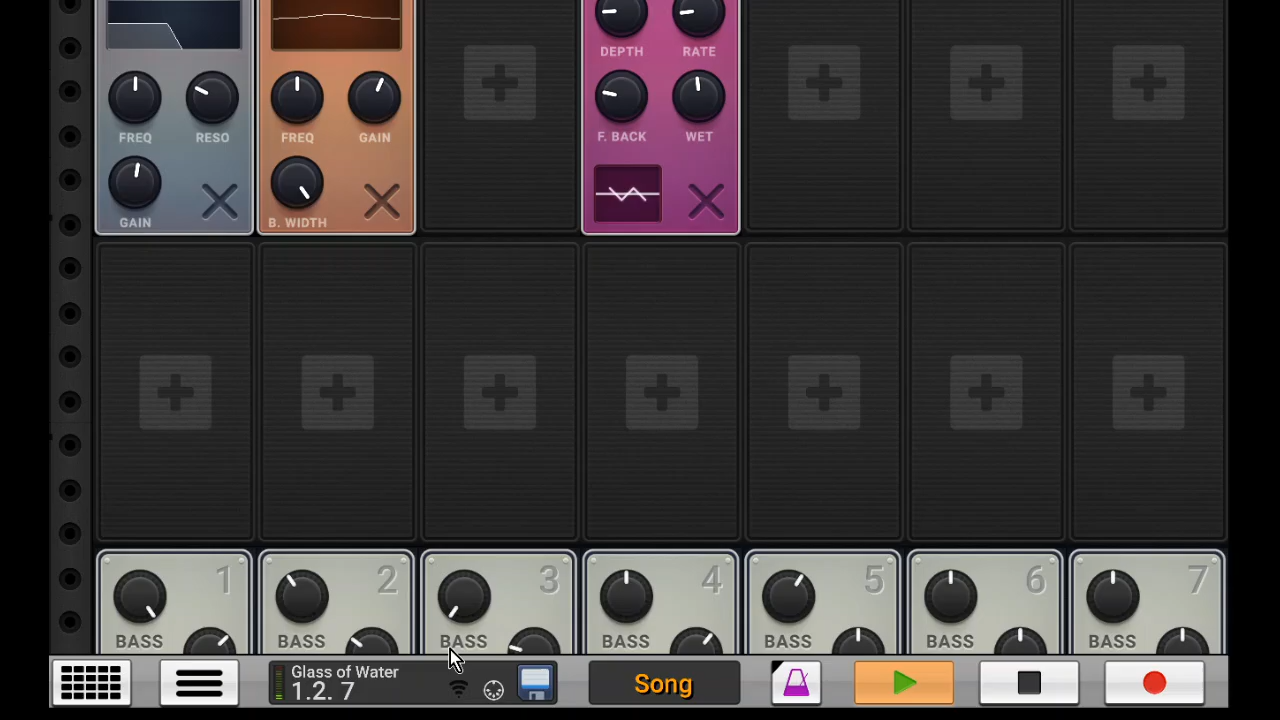 DEPTH RATE
FREQ RESO FREQ GAIN F. BACK WET
GAIN B. WIDTH
1 2 3 4 5 6 7
BASS BASS BASS BASS BASS BASS BASS
Glass of Water
1.2. 7
Song